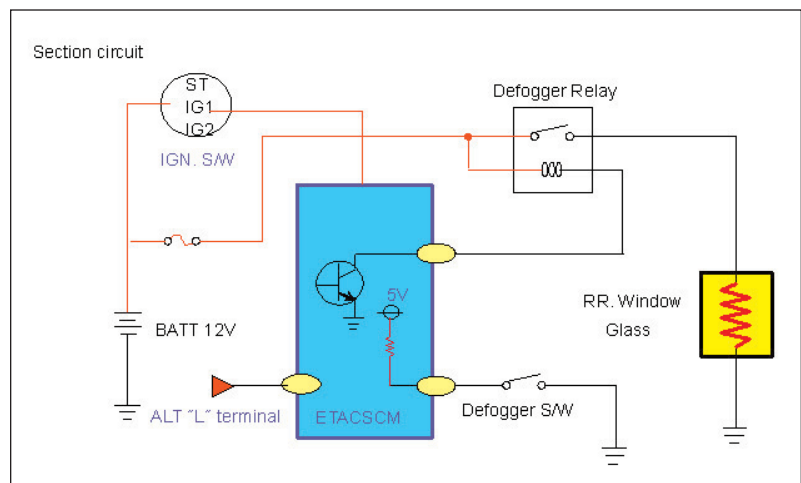 Section circuit
ST
IG1
IG2
IGN. S/W
Defogger Relay
5V
BATT 12V
RR. Window
Glass
ALT "L" terminal
ETACSCM
Defogger S/W